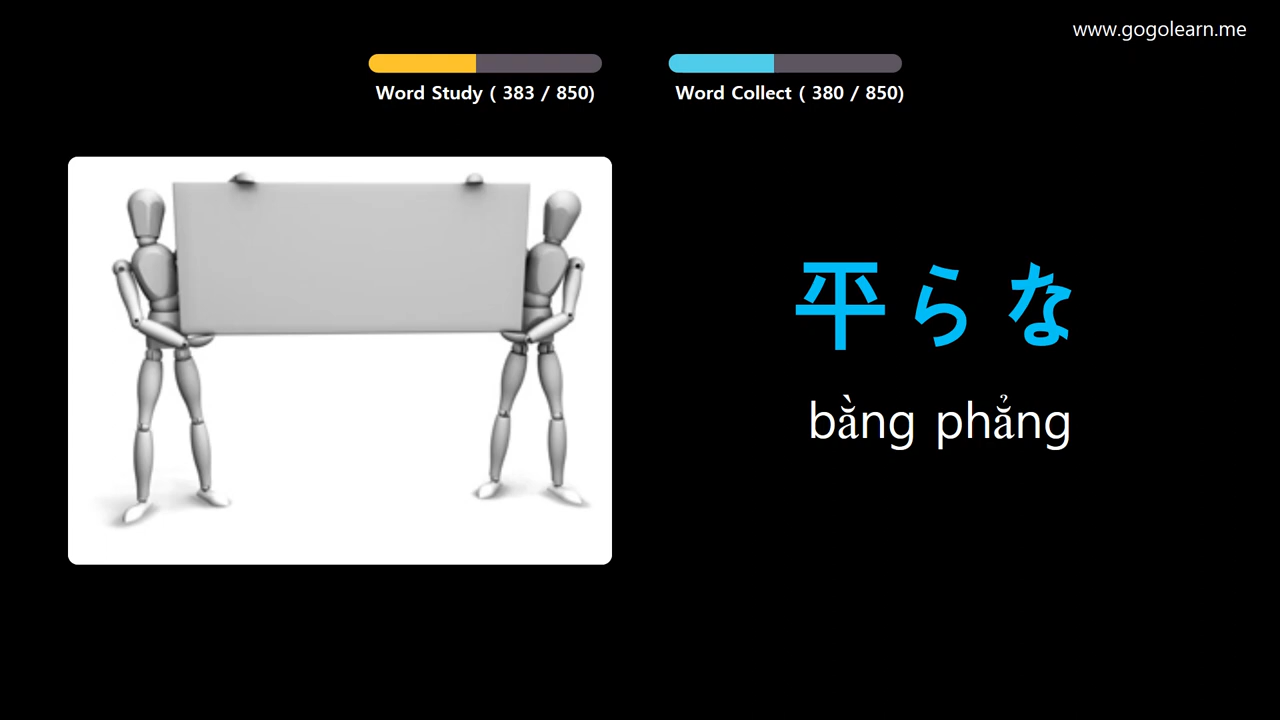 www.gogolearn.me
Word Study ( 383 / 850)
Word Collect ( 380 / 850)
平らな
bằng phẳng